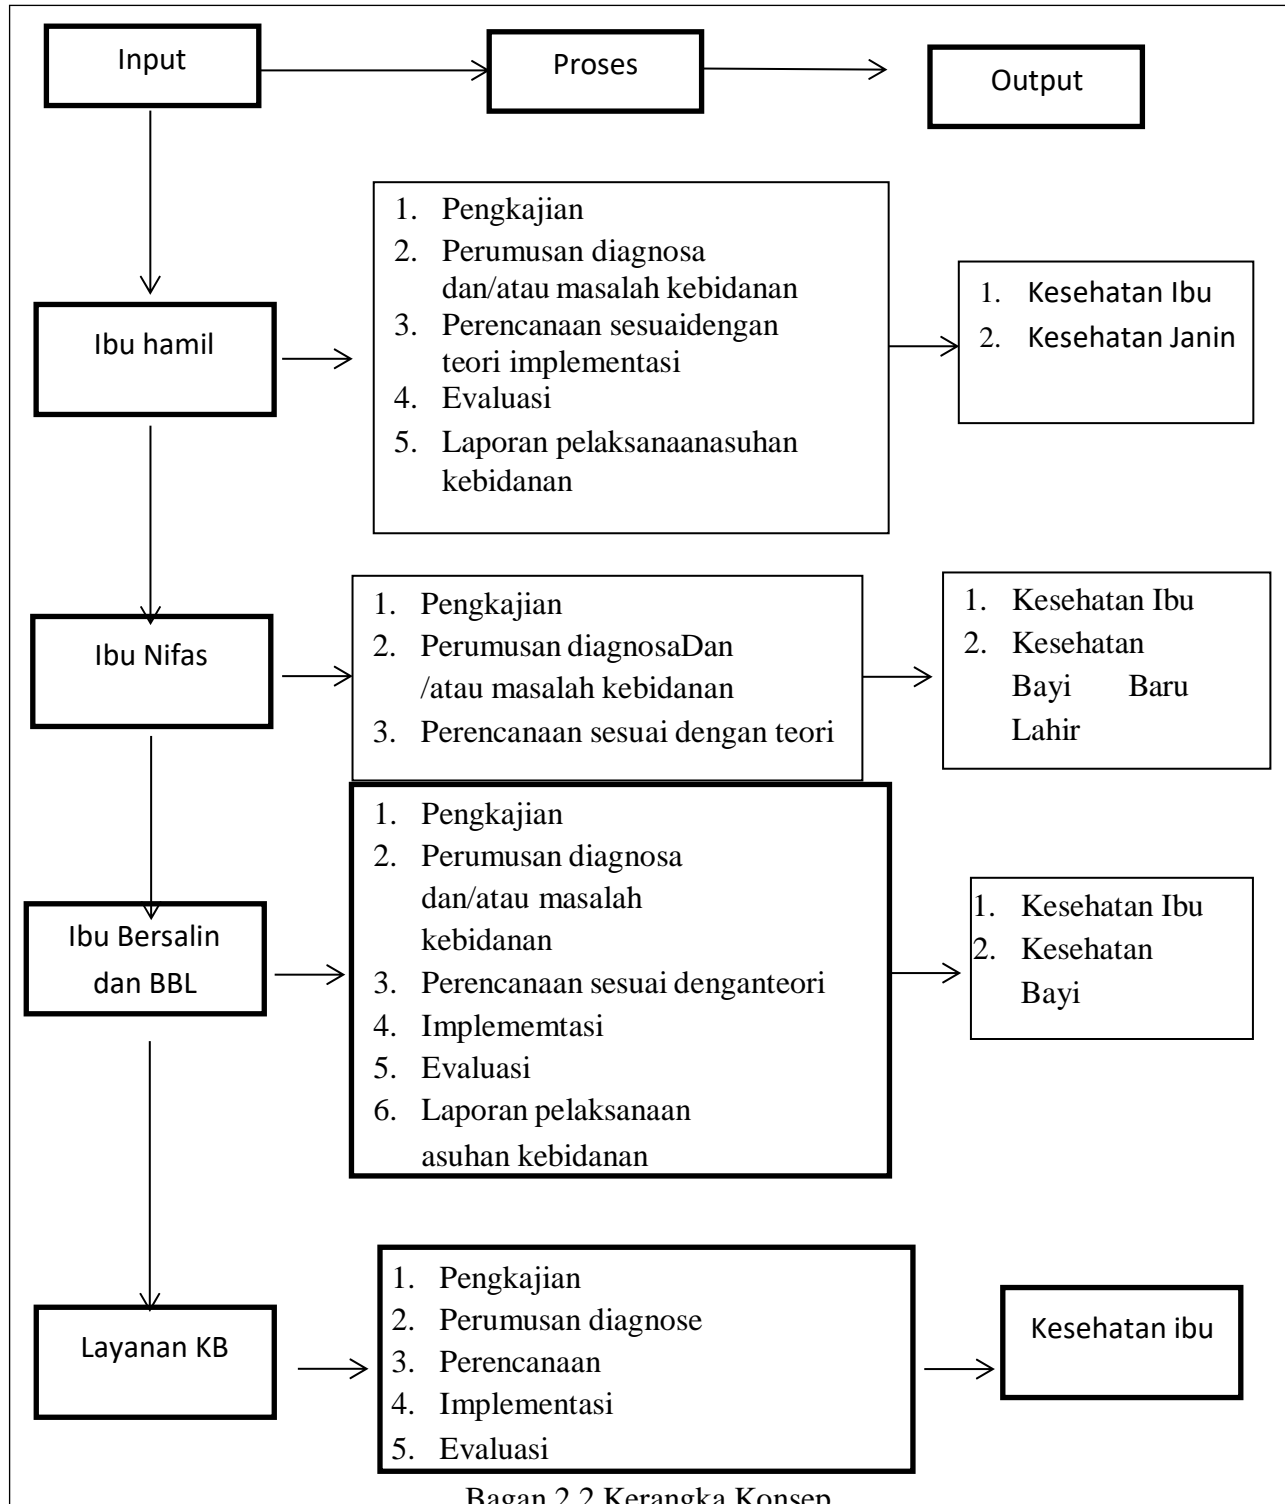 Input
Proses
Output
Ibu hamil
1. Pengkajian
2. Perumusan diagnosa
dan/atau masalah kebidanan
3. Perencanaan sesuaidengan
teori implementasi
4. Evaluasi
5. Laporan pelaksanaanasuhan
kebidanan
1. Kesehatan Ibu
2. Kesehatan Janin
Ibu Nifas
1. Pengkajian
2. Perumusan diagnosaDan
/atau masalah kebidanan
3. Perencanaan sesuai dengan teori
1. Kesehatan Ibu
2. Kesehatan
Bayi Baru
Lahir
Ibu Bersalin
dan BBL
1. Pengkajian
2. Perumusan diagnosa
dan/atau masalah
kebidanan
3. Perencanaan sesuai denganteori
4. Implememtasi
5. Evaluasi
6. Laporan pelaksanaan
asuhan kebidanan
1. Kesehatan Ibu
2. Kesehatan
Bayi
Layanan KB
1. Pengkajian
2. Perumusan diagnose
3. Perencanaan
4. Implementasi
5. Evaluasi
Kesehatan ibu
Bagan 2.2 Kerangka Konsep